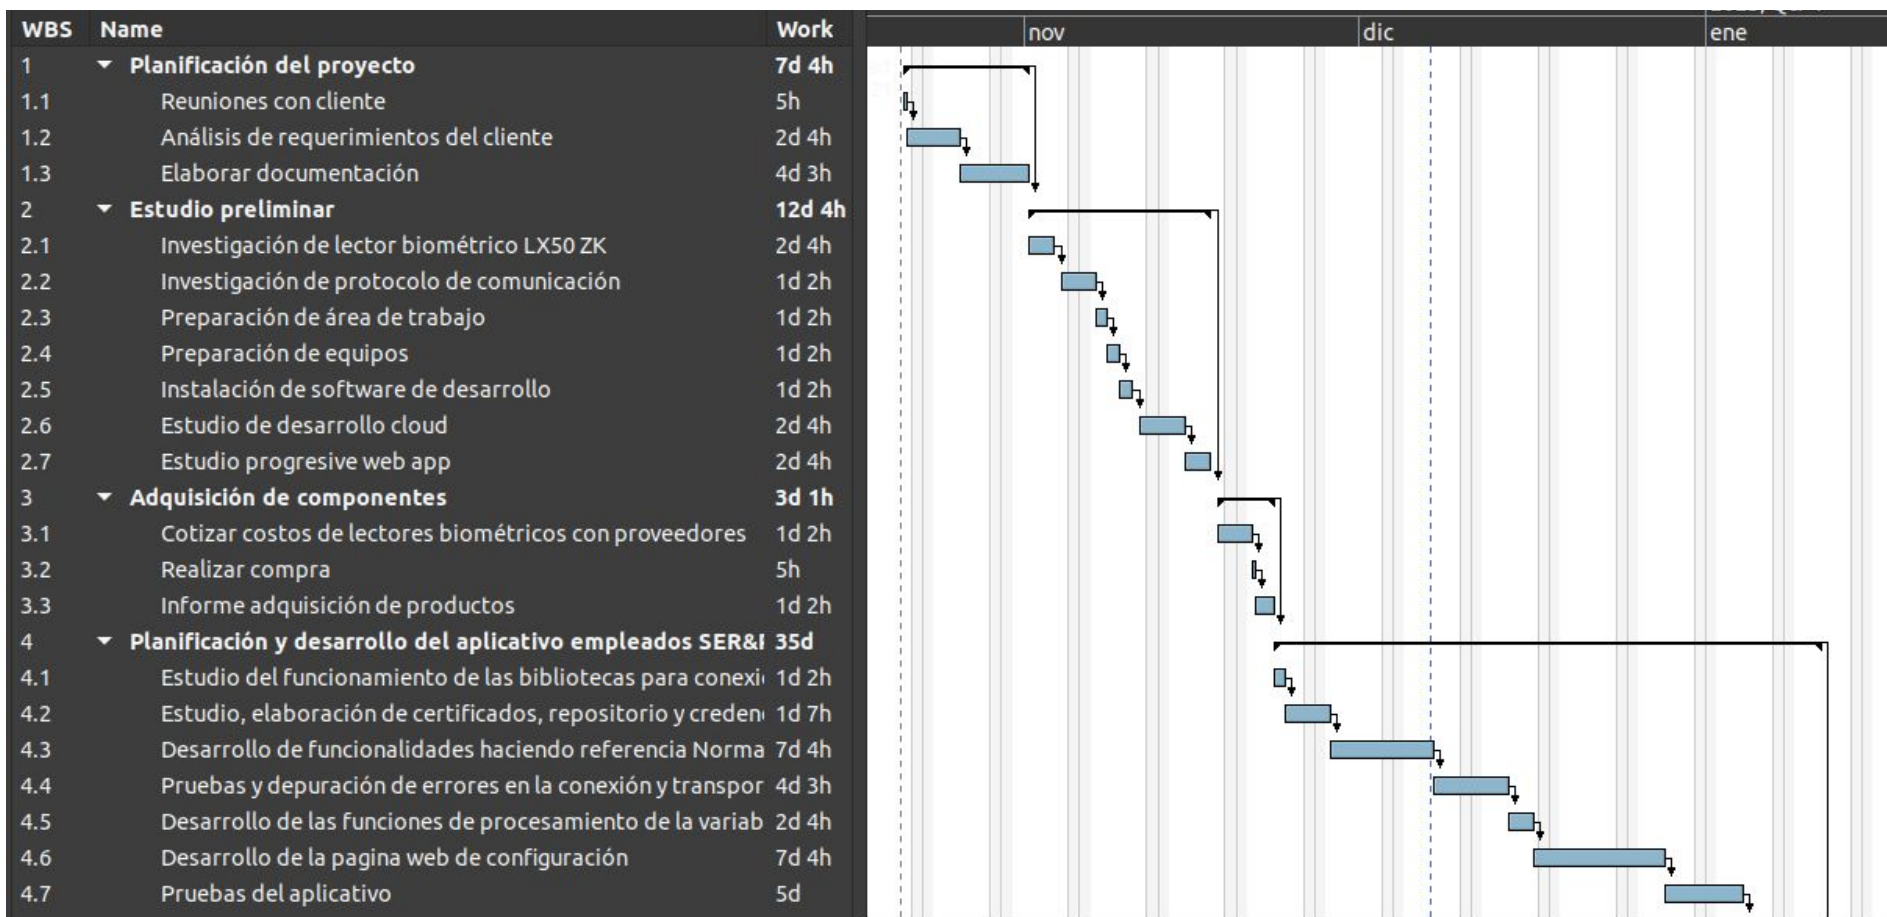 WBS Name Work nov dic ene
1 Planificación del proyecto 7d 4h
1.1 Reuniones con cliente 5h
1.2 Análisis de requerimientos del cliente 2d 4h
1.3 Elaborar documentación 4d 3h
2 Estudio preliminar 12d 4h
2.1 Investigación de lector biométrico LX50 ZK 2d 4h
2.2 Investigación de protocolo de comunicación 1d 2h
2.3 Preparación de área de trabajo 1d 2h
2.4 Preparación de equipos 1d 2h
2.5 Instalación de software de desarrollo 1d 2h
2.6 Estudio de desarrollo cloud 2d 4h
2.7 Estudio progresive web app 2d 4h
3 Adquisición de componentes 3d 1h
3.1 Cotizar costos de lectores biométricos con proveedores 1d 2h
3.2 Realizar compra 5h
3.3 Informe adquisición de productos 1d 2h
4 Planificación y desarrollo del aplicativo empleados 35d
4.1 Estudio del funcionamiento de las bibliotecas para conexi 1d 2h
4.2 Estudio, elaboración de certificados, repositorio y creden 1d 7h
4.3 Desarrollo de funcionalidades haciendo referencia Norma 7d 4h
4.4 Pruebas y depuración de errores en la conexión y transpor 4d 3h
4.5 Desarrollo de las funciones de procesamiento de la variab 2d 4h
4.6 Desarrollo de la pagina web de configuración 7d 4h
4.7 Pruebas del aplicativo 5d